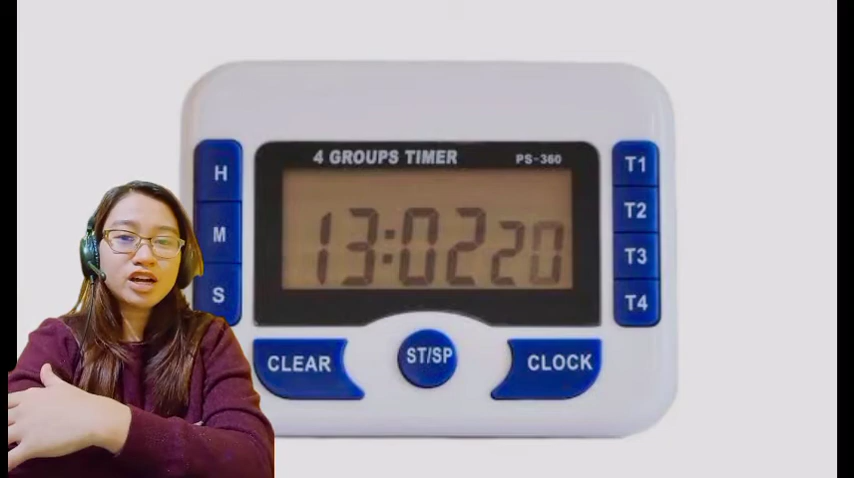 4 GROUPS TIMER PS-360
H
M
S
13:02 20
T1
T2
T3
T4
CLEAR
ST/SP
CLOCK